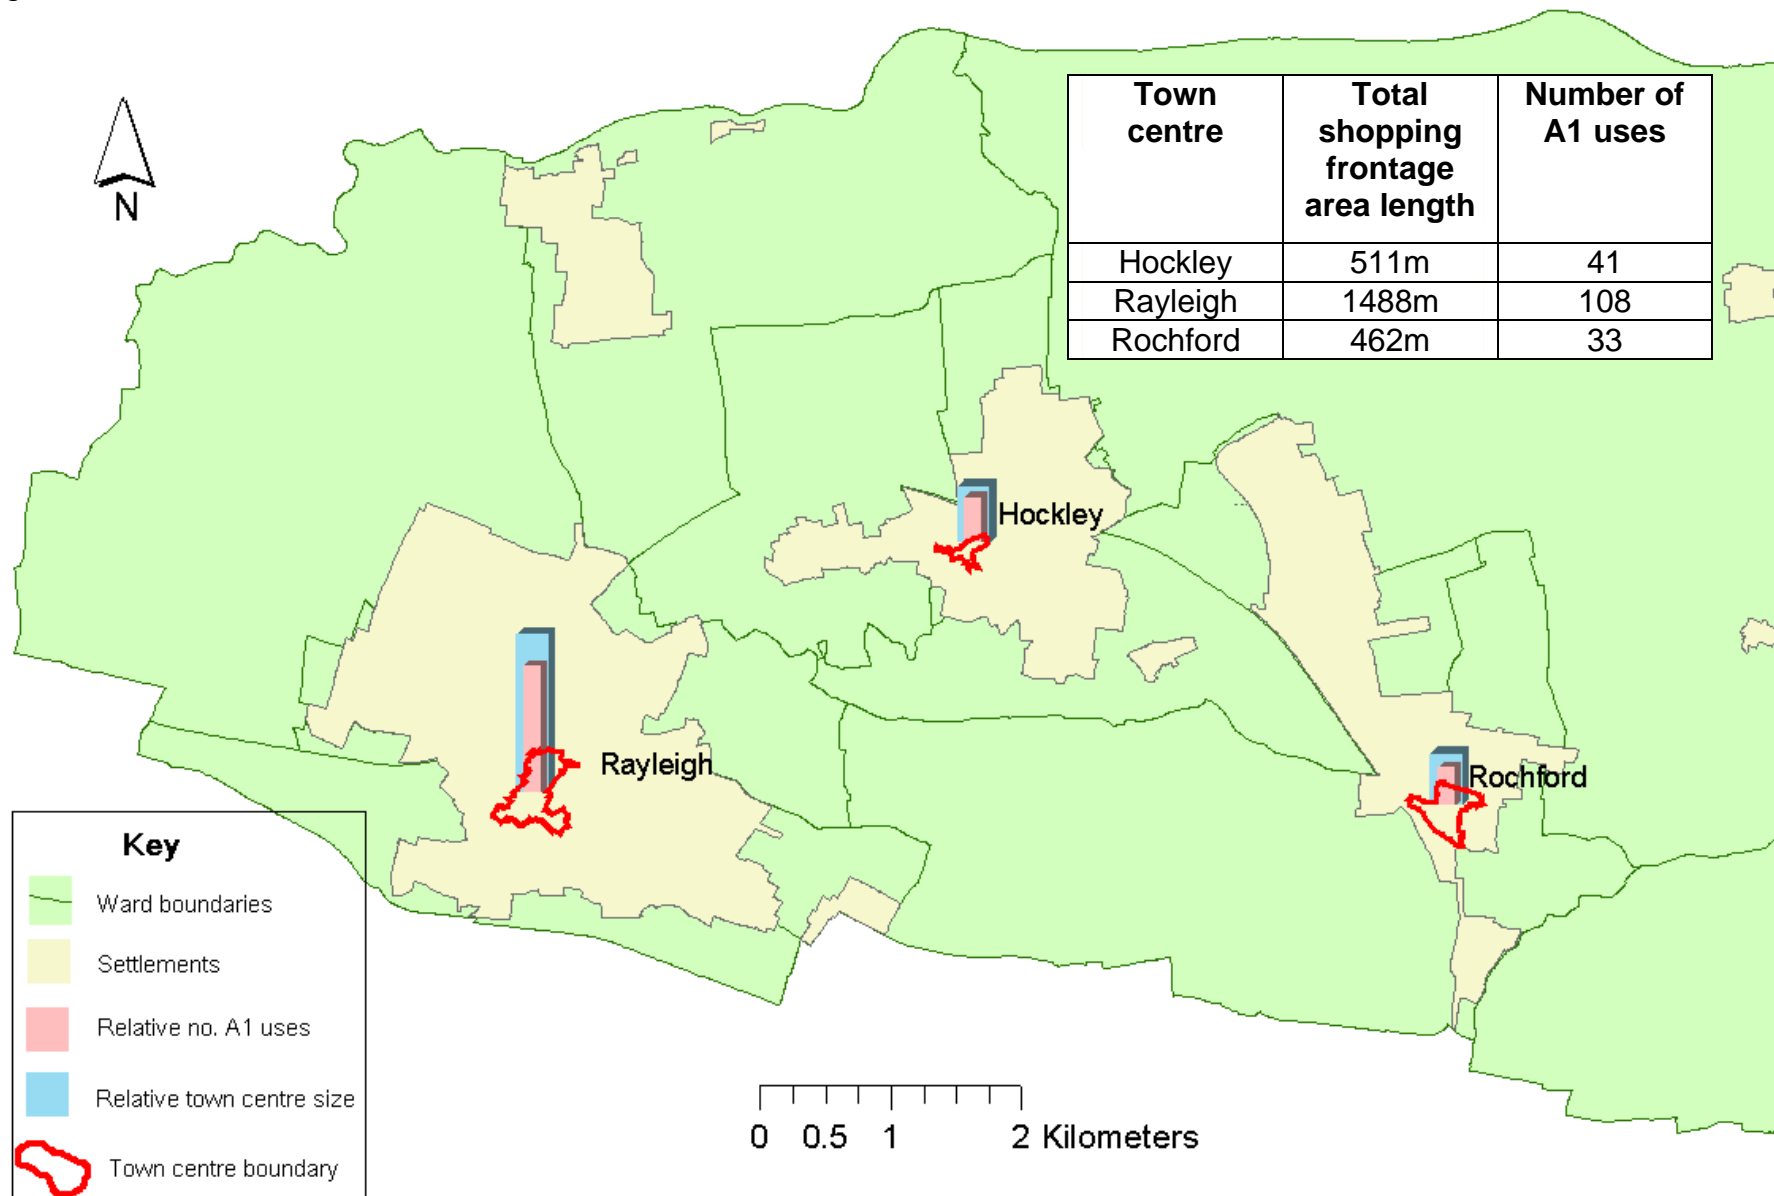 N
Town centre | Total shopping frontage area length | Number of A1 uses
Hockley | 511m | 41
Rayleigh | 1488m | 108
Rochford | 462m | 33
Hockley
Rayleigh
Rochford
Key
Ward boundaries
Settlements
Relative no. A1 uses
Relative town centre size
Town centre boundary
0 0.5 1 2 Kilometers